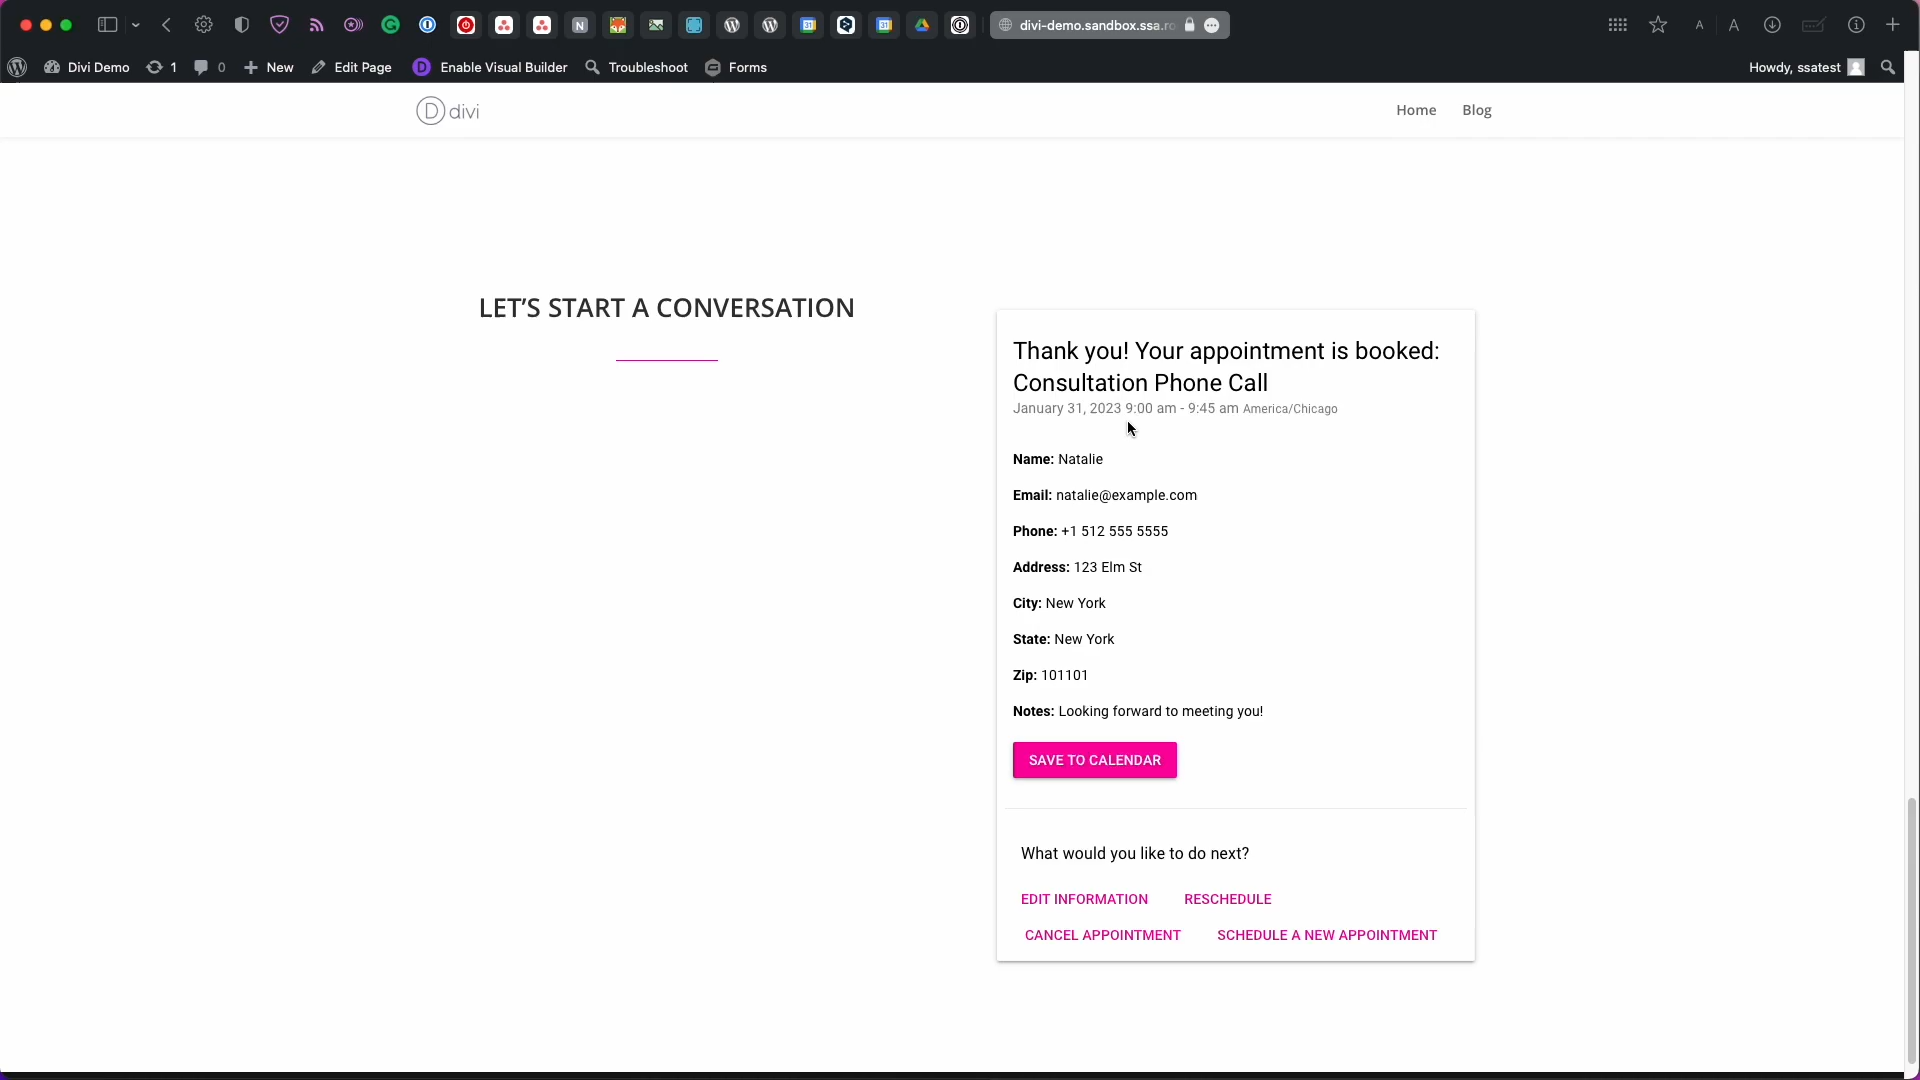 divi-demo.sandbox.ssa.ro
A A
Divi Demo 1 0 New Edit Page Enable Visual Builder Troubleshoot Forms Howdy, ssatest
D divi Home Blog
LET’S START A CONVERSATION
Thank you! Your appointment is booked:
Consultation Phone Call
January 31, 2023 9:00 am - 9:45 am America/Chicago
Name: Natalie
Email: natalie@example.com
Phone: +1 512 555 5555
Address: 123 Elm St
City: New York
State: New York
Zip: 101101
Notes: Looking forward to meeting you!
SAVE TO CALENDAR
What would you like to do next?
EDIT INFORMATION RESCHEDULE
CANCEL APPOINTMENT SCHEDULE A NEW APPOINTMENT